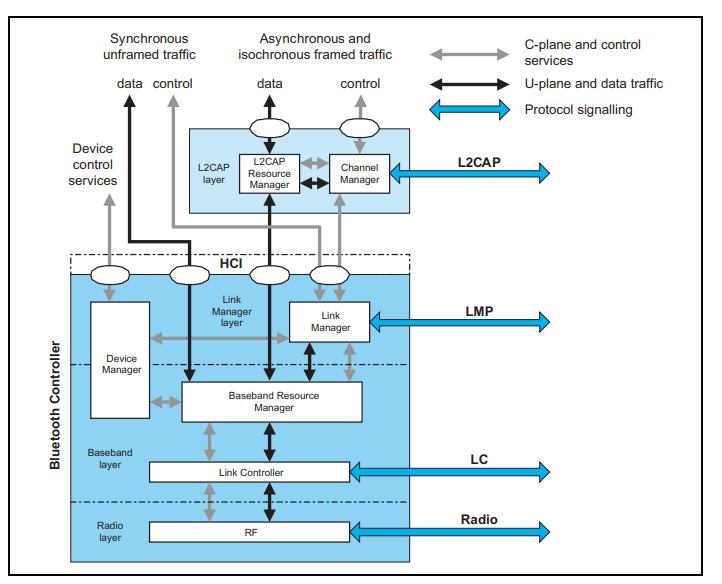 Synchronous
unframed traffic
Asynchronous and
isochronous framed traffic
C-plane and control
services
data control
data
control
U-plane and data traffic
Protocol signalling
Device
control
services
L2CAP
layer
L2CAP
Resource
Manager
Channel
Manager
L2CAP
HCI
Link
Manager
layer
Link
Manager
LMP
Device
Manager
Baseband Resource
Manager
Bluetooth Controller
Baseband
layer
Link Controller
LC
Radio
layer
RF
Radio